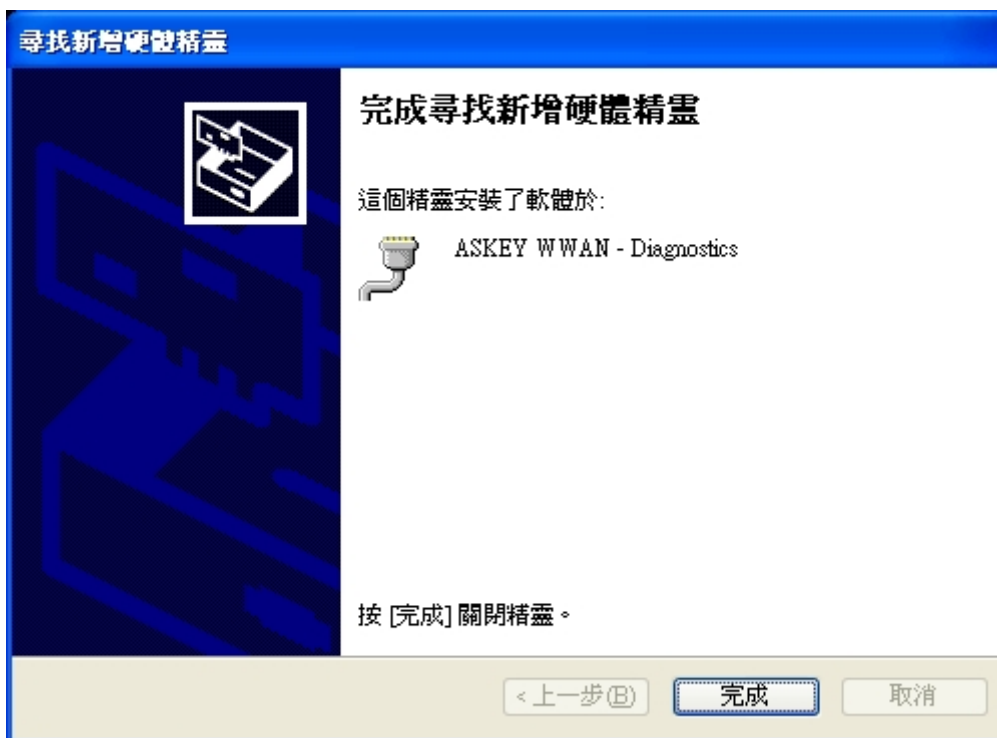 尋找新增硬體精靈
完成尋找新增硬體精靈
這個精靈安裝了軟體於:
ASKEY WWAN - Diagnostics
按 [完成] 關閉精靈。
< 上一步(B)
完成
取消